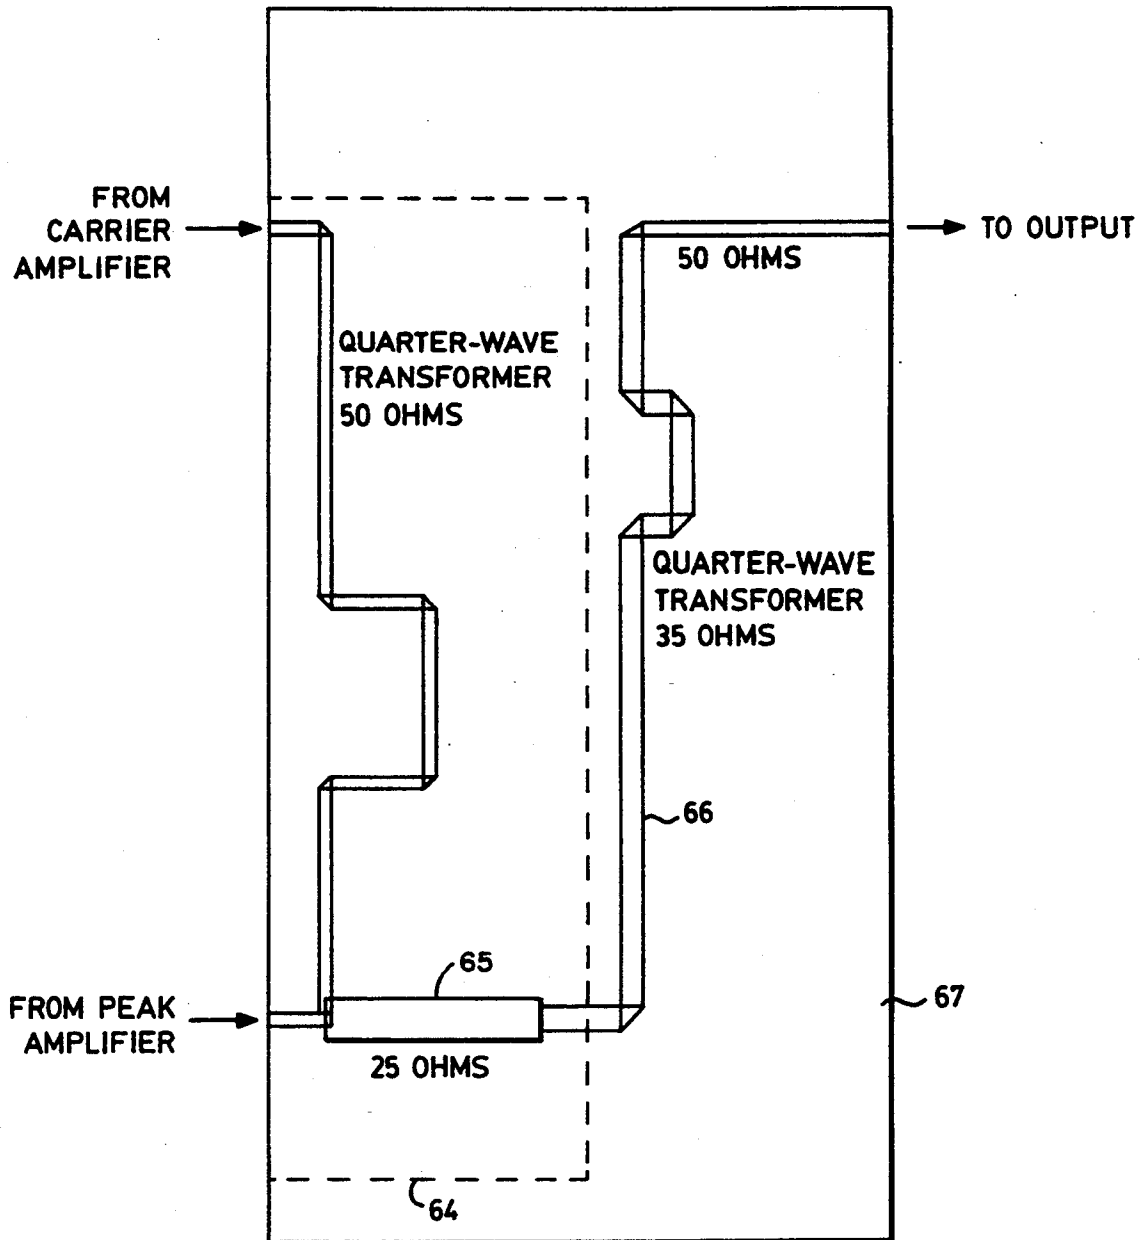 FROM
CARRIER
AMPLIFIER
TO OUTPUT
50 OHMS
QUARTER-WAVE
TRANSFORMER
50 OHMS
QUARTER-WAVE
TRANSFORMER
35 OHMS
66
65
FROM PEAK
AMPLIFIER
67
25 OHMS
64